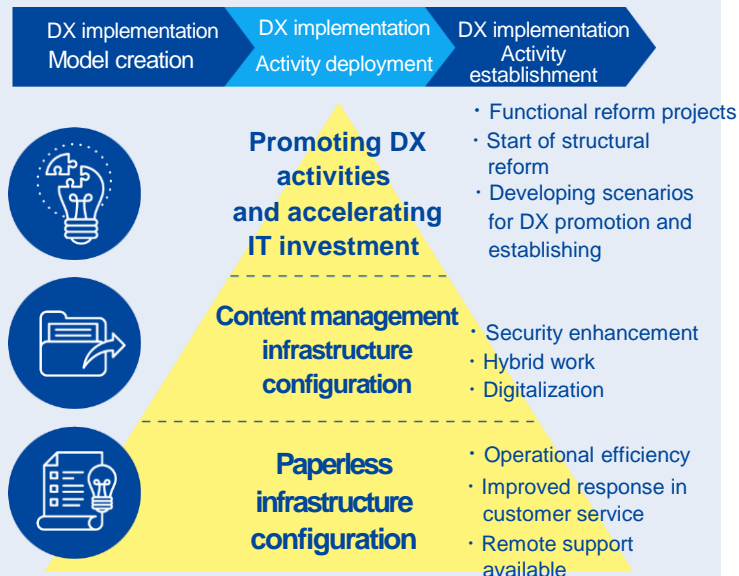 DX implementation
Model creation
DX implementation
Activity deployment
DX implementation
Activity
establishment
Promoting DX
activities
and accelerating
IT investment
・Functional reform projects
・Start of structural
reform
・Developing scenarios
for DX promotion and
establishing
Content management
infrastructure
configuration
・Security enhancement
・Hybrid work
・Digitalization
Paperless
infrastructure
configuration
・Operational efficiency
・Improved response in
customer service
・Remote support
available